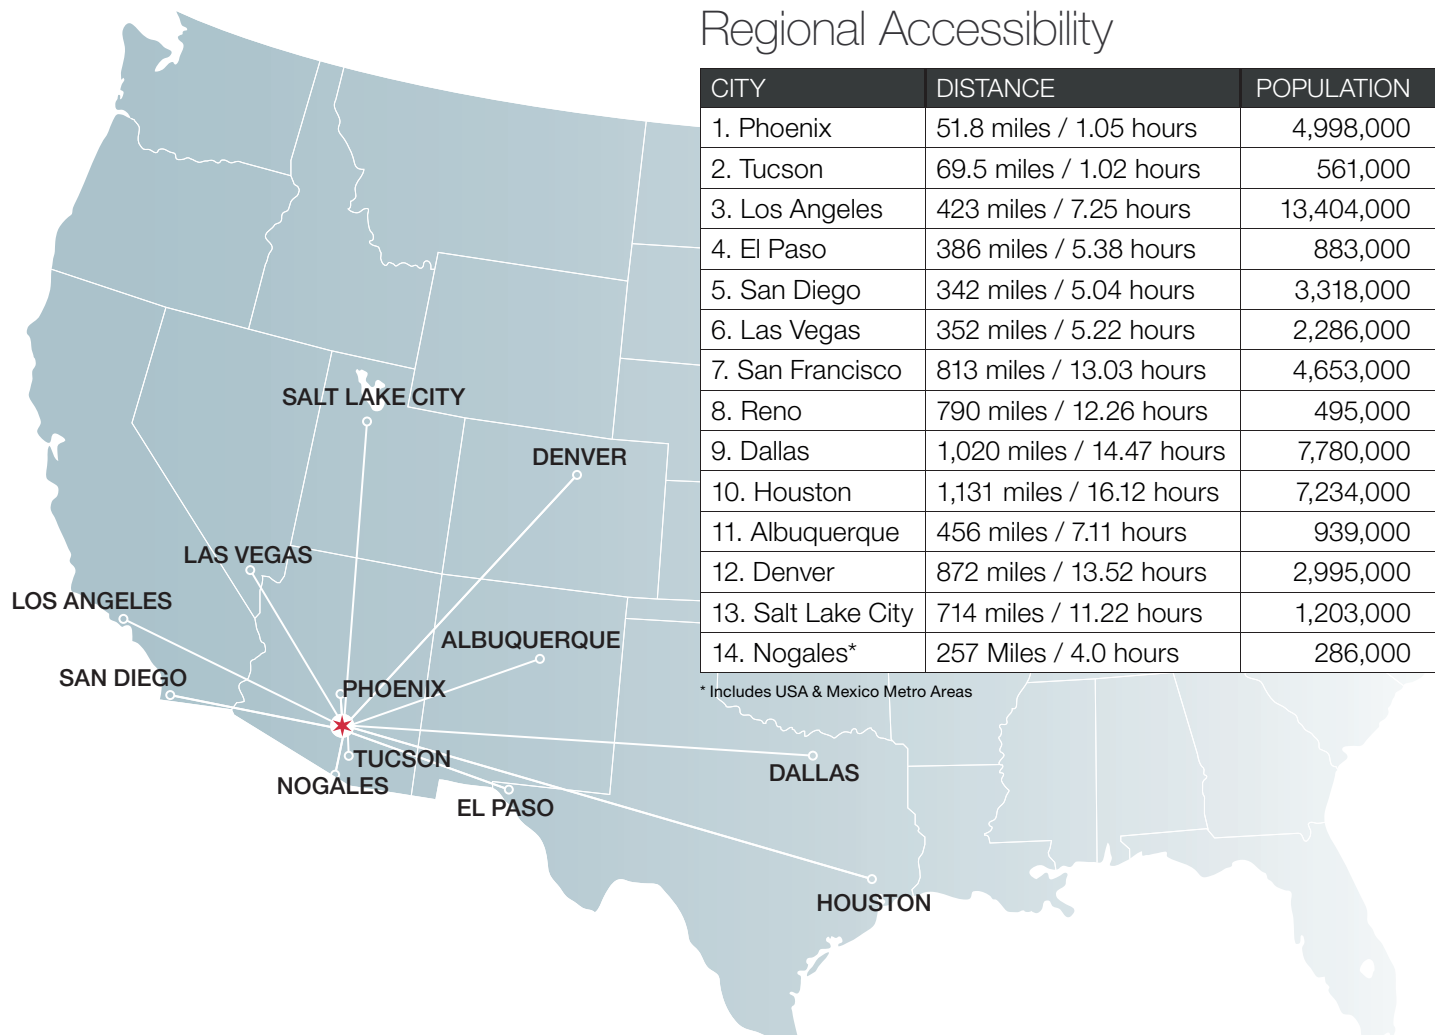 Regional Accessibility
CITY DISTANCE POPULATION
1. Phoenix 51.8 miles / 1.05 hours 4,998,000
2. Tucson 69.5 miles / 1.02 hours 561,000
3. Los Angeles 423 miles / 7.25 hours 13,404,000
4. El Paso 386 miles / 5.38 hours 883,000
5. San Diego 342 miles / 5.04 hours 3,318,000
6. Las Vegas 352 miles / 5.22 hours 2,286,000
7. San Francisco 813 miles / 13.03 hours 4,653,000
8. Reno 790 miles / 12.26 hours 495,000
9. Dallas 1,020 miles / 14.47 hours 7,780,000
10. Houston 1,131 miles / 16.12 hours 7,234,000
11. Albuquerque 456 miles / 7.11 hours 939,000
12. Denver 872 miles / 13.52 hours 2,995,000
13. Salt Lake City 714 miles / 11.22 hours 1,203,000
14. Nogales* 257 Miles / 4.0 hours 286,000
* Includes USA & Mexico Metro Areas
SALT LAKE CITY
DENVER
LAS VEGAS
LOS ANGELES
ALBUQUERQUE
SAN DIEGO
PHOENIX
TUCSON
NOGALES
DALLAS
EL PASO
HOUSTON